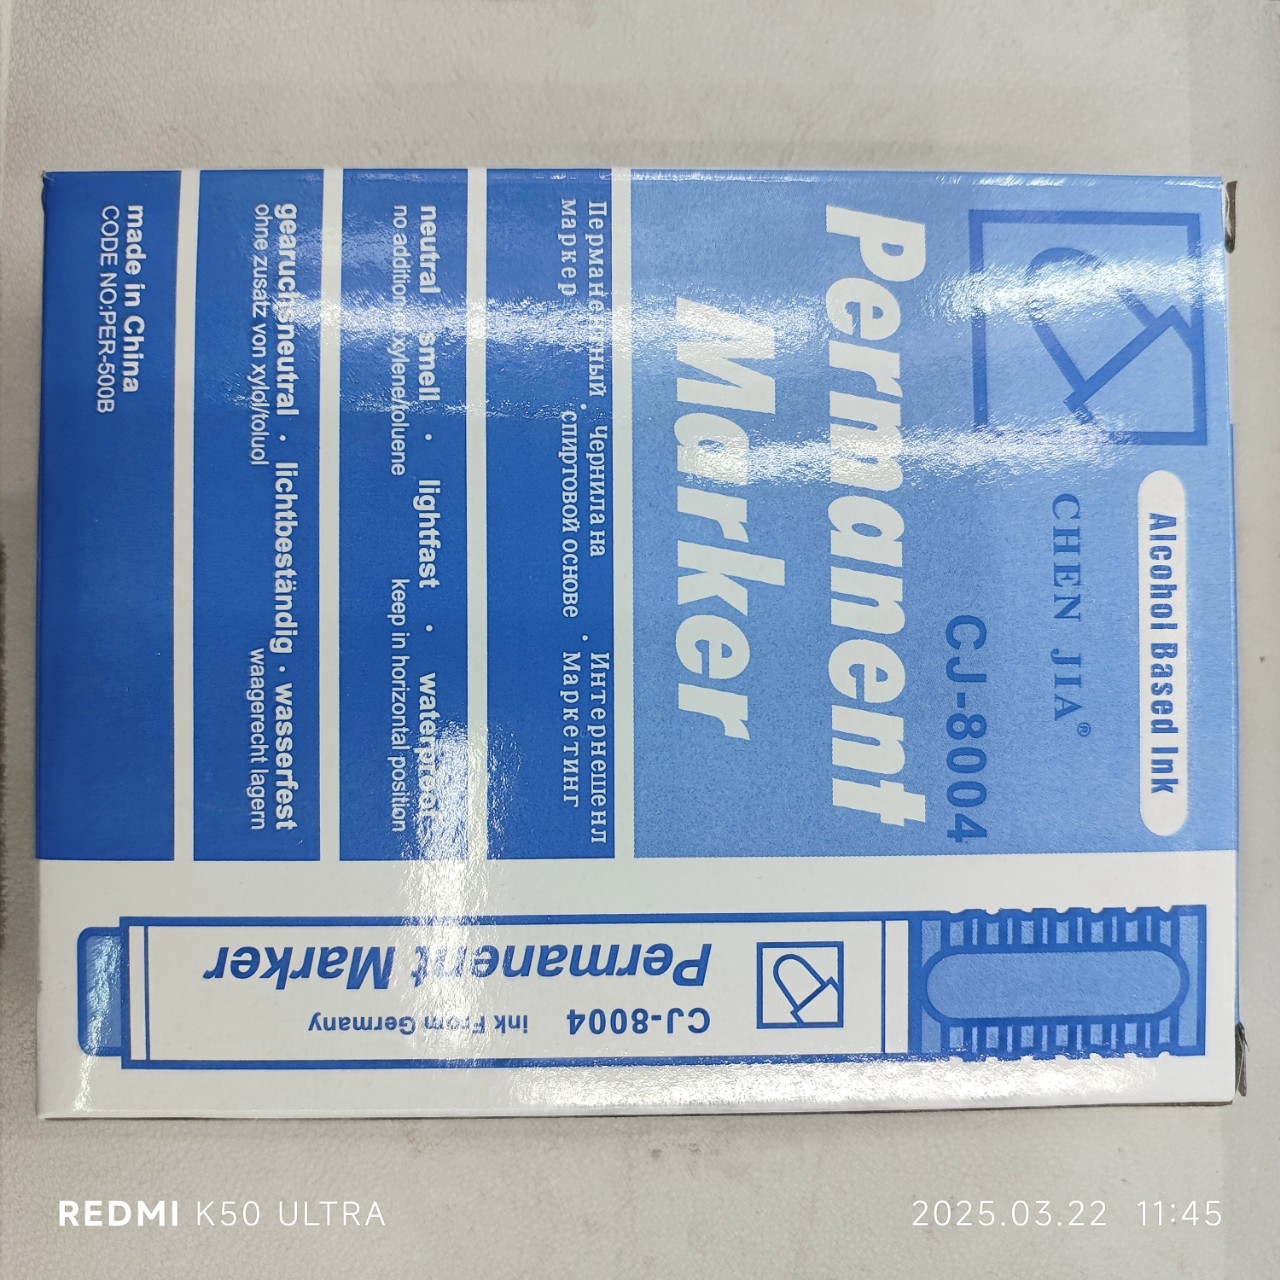 Alcohol Based Ink
CHEN JIA®
CJ-8004
Permanent
Marker
Перманентный · Чернила на · Интернешенл
маркер спиртовой основе Маркетинг
neutral smell · lightfast · waterproof
no addition of xylene/toluene keep in horizontal position
gearuchsneutral · lichtbeständig · wasserfest
ohne zusatz von xylol/toluol waagerecht lagern
made in China
CODE NO:PER-500B
CJ-8004 ink From Germany
Permanent Marker
REDMI K50 ULTRA
2025.03.22 11:45